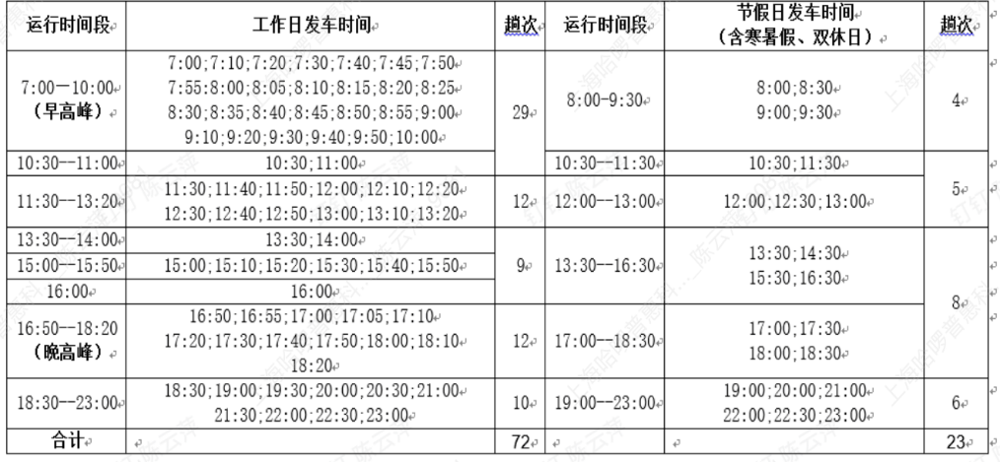 运行时间段 工作日发车时间 趟次 运行时间段 节假日发车时间
(含寒暑假、双休日) 趟次
7:00—10:00
(早高峰) 7:00;7:10;7:20;7:30;7:40;7:45;7:50
7:55:8:00;8:05;8:10;8:15;8:20;8:25
8:30;8:35;8:40;8:45;8:50;8:55;9:00
9:10;9:20;9:30;9:40;9:50;10:00 29 8:00-9:30 8:00;8:30
9:00;9:30 4
10:30--11:00 10:30;11:00 10:30--11:30 10:30;11:30 5
11:30--13:20 11:30;11:40;11:50;12:00;12:10;12:20
12:30;12:40;12:50;13:00;13:10;13:20 12 12:00--13:00 12:00;12:30;13:00
13:30--14:00 13:30;14:00 9 13:30--16:30 13:30;14:30
15:30;16:30 8
15:00--15:50 15:00;15:10;15:20;15:30;15:40;15:50
16:00 16:00
16:50--18:20
(晚高峰) 16:50;16:55;17:00;17:05;17:10
17:20;17:30;17:40;17:50;18:00;18:10
18:20 12 17:00--18:30 17:00;17:30
18:00;18:30
18:30--23:00 18:30;19:00;19:30;20:00;20:30;21:00
21:30;22:00;22:30;23:00 10 19:00--23:00 19:00;20:00;21:00
22:00;22:30;23:00 6
合计 72 23